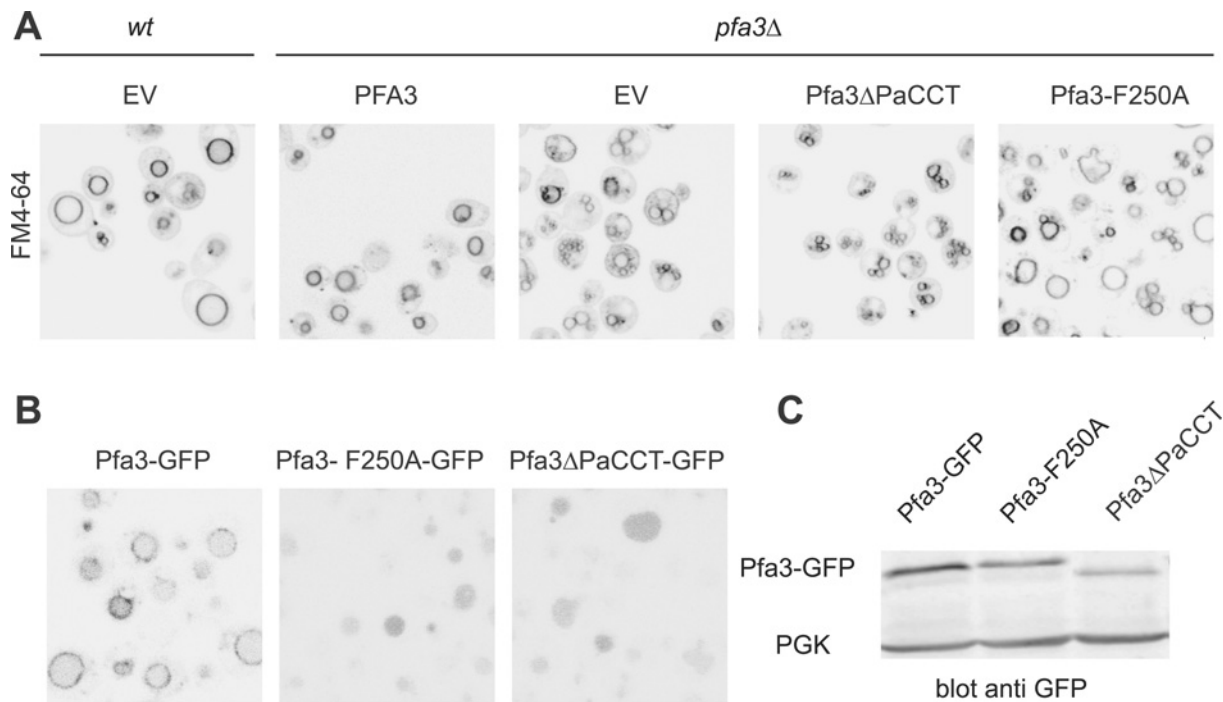 A
wt
pfa3Δ
EV
PFA3
EV
Pfa3ΔPaCCT
Pfa3-F250A
FM4-64
B
Pfa3-GFP
Pfa3- F250A-GFP
Pfa3ΔPaCCT-GFP
C
Pfa3-GFP
Pfa3-F250A
Pfa3ΔPaCCT
Pfa3-GFP
PGK
blot anti GFP